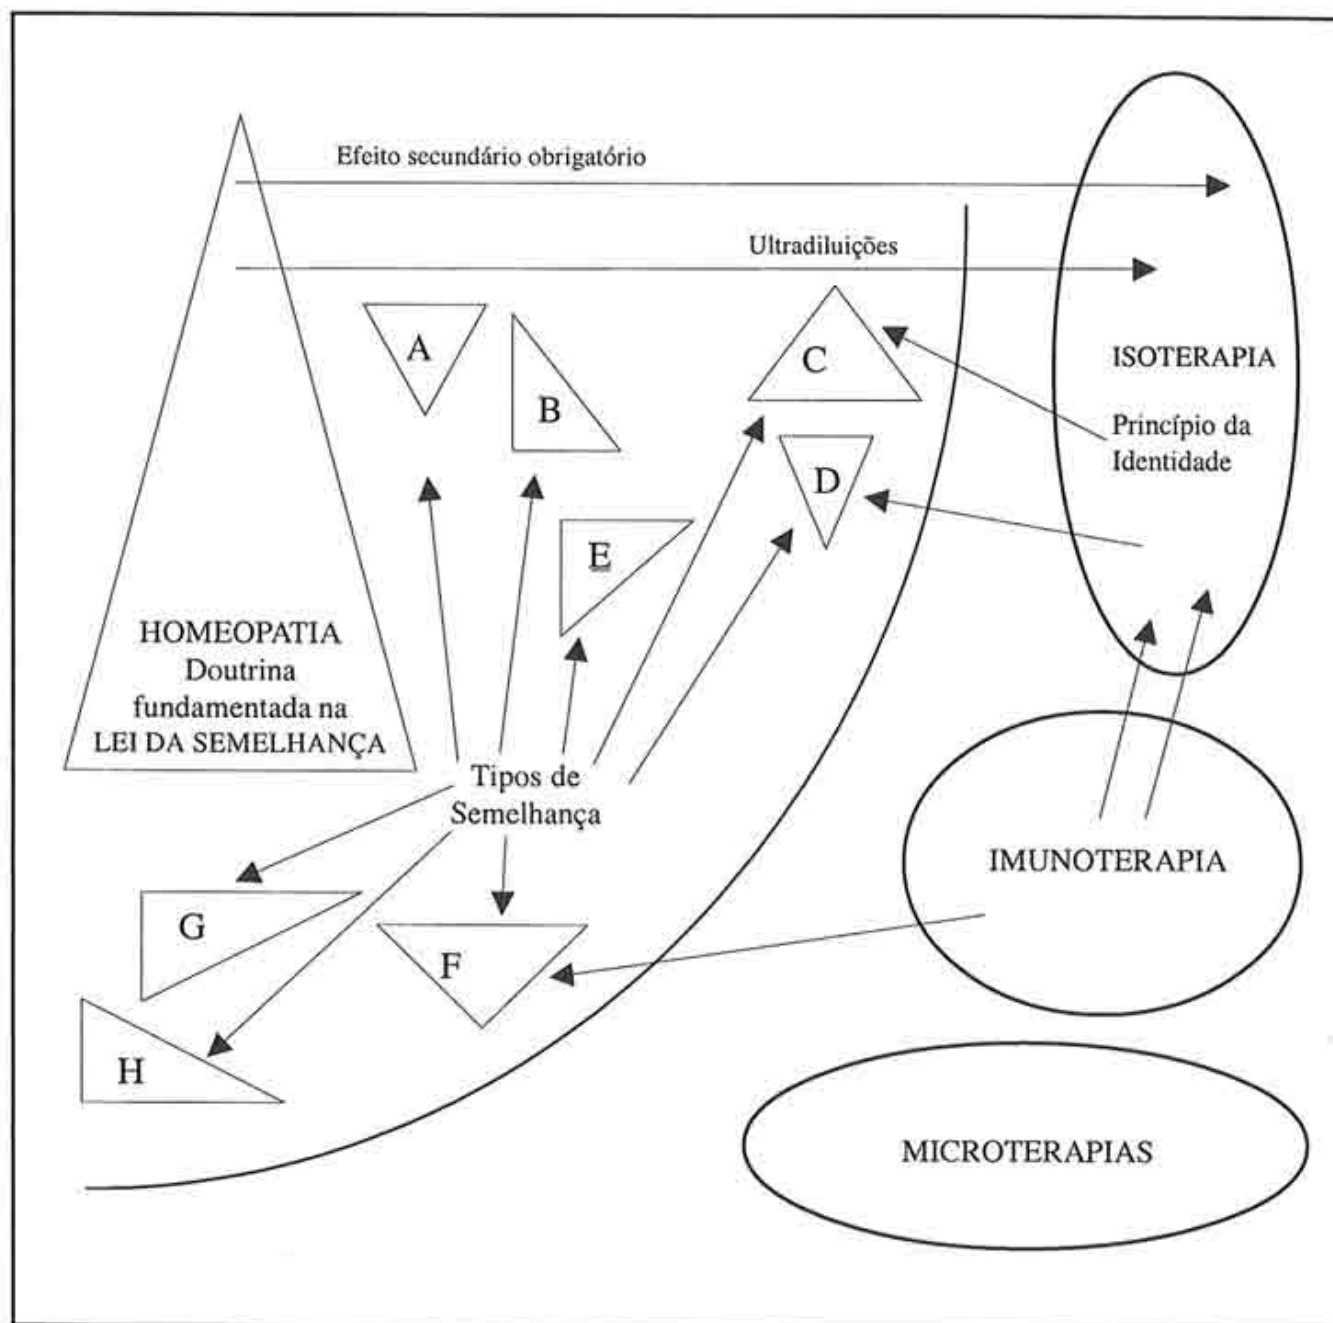 Efeito secundário obrigatório
Ultradiluições
A
B
C
D
E
ISOTERAPIA
Princípio da
Identidade
HOMEOPATIA
Doutrina
fundamentada na
LEI DA SEMELHANÇA
Tipos de
Semelhança
IMUNOTERAPIA
G
F
H
MICROTERAPIAS